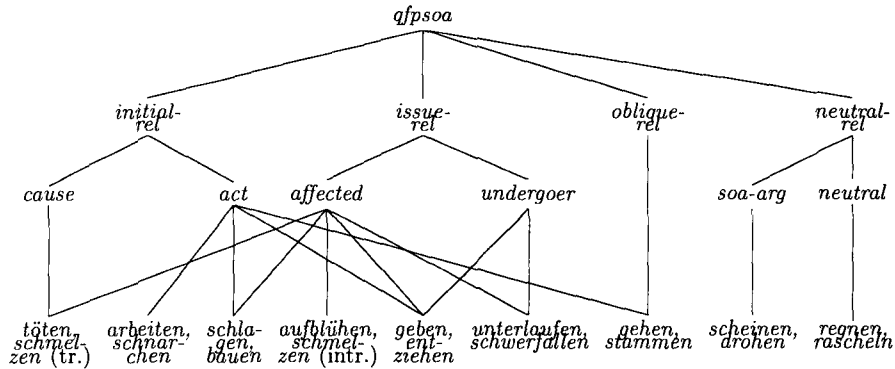 qfpsoa
initial-
rel
issue-
rel
oblique-
rel
neutral-
rel
cause
act
affected
undergoer
soa-arg
neutral
töten,
schmel-
zen (tr.)
arbeiten,
schnar-
chen
schla-
gen,
bauen
aufblühen,
schmel-
zen (intr.)
geben,
ent-
ziehen
unterlaufen,
schwerfallen
gehen,
stammen
scheinen,
drohen
regnen,
rascheln